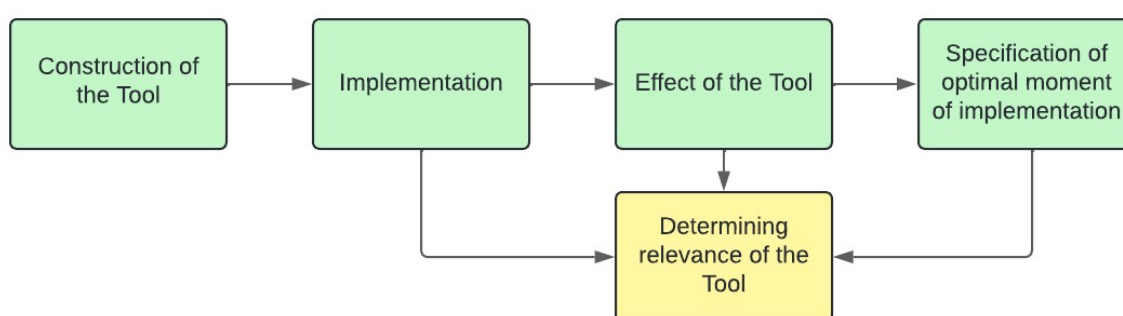 Construction of
the Tool
Implementation
Effect of the Tool
Specification of
optimal moment
of implementation
Determining
relevance of the
Tool